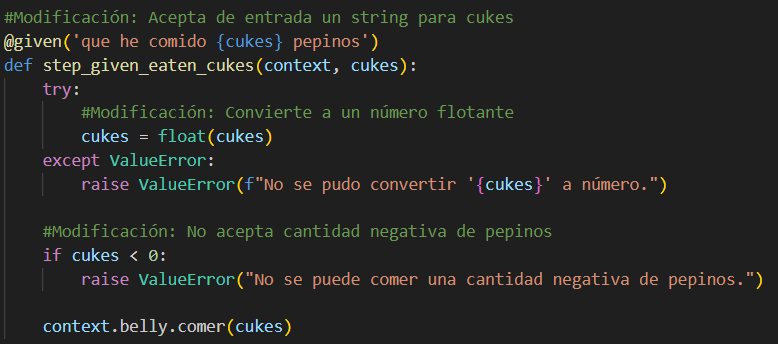 #Modificación: Acepta de entrada un string para cukes
@given('que he comido {cukes} pepinos')
def step_given_eaten_cukes(context, cukes):
    try:
        #Modificación: Convierte a un número flotante
        cukes = float(cukes)
    except ValueError:
        raise ValueError(f"No se pudo convertir '{cukes}' a número.")
    #Modificación: No acepta cantidad negativa de pepinos
    if cukes < 0:
        raise ValueError("No se puede comer una cantidad negativa de pepinos.")
    context.belly.comer(cukes)